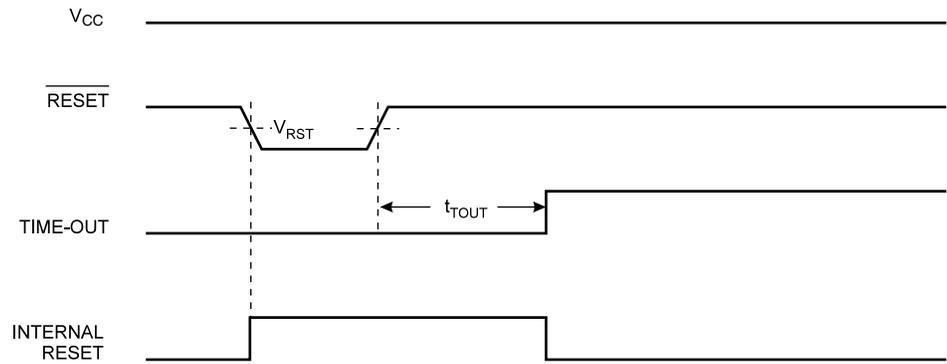 VCC
RESET
VRST
tTOUT
TIME-OUT
INTERNAL
RESET